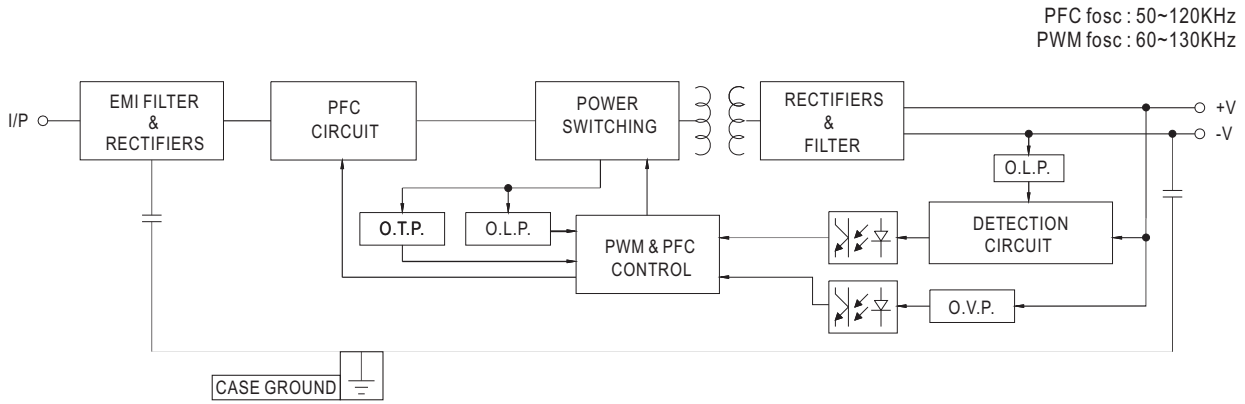 PFC fosc : 50~120KHz
PWM fosc : 60~130KHz
I/P
EMI FILTER
&
RECTIFIERS
PFC
CIRCUIT
POWER
SWITCHING
RECTIFIERS
&
FILTER
+V
-V
O.L.P.
O.T.P.
O.L.P.
PWM & PFC
CONTROL
DETECTION
CIRCUIT
O.V.P.
CASE GROUND